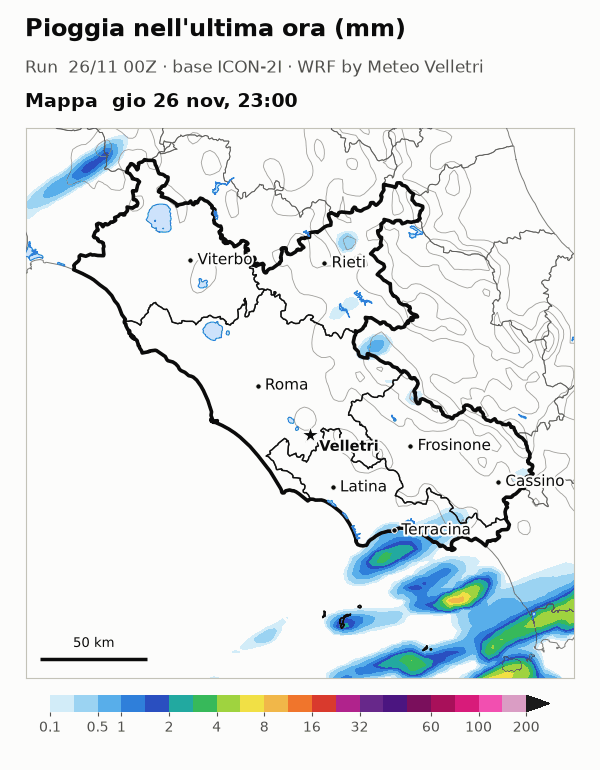 Pioggia nell'ultima ora (mm)
Run  26/11 00Z · base ICON-2I · WRF by Meteo Velletri
Mappa  gio 26 nov, 23:00
Viterbo
Rieti
Roma
Velletri
Frosinone
Latina
Cassino
Terracina
50 km
0.1 0.5 1 2 4 8 16 32 60 100 200